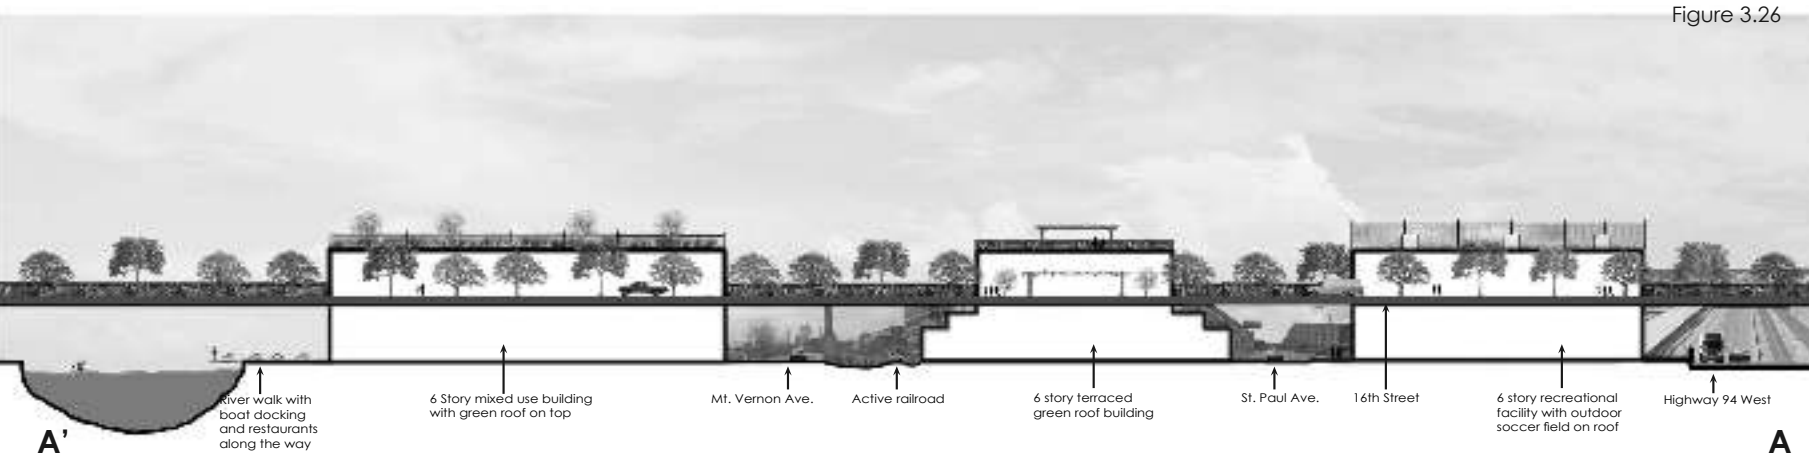 Figure 3.26
River walk with
boat docking
and restaurants
along the way
6 Story mixed use building
with green roof on top
Mt. Vernon Ave.
Active railroad
6 story terraced
green roof building
St. Paul Ave.
16th Street
6 story recreational
facility with outdoor
soccer field on roof
Highway 94 West
A’
A